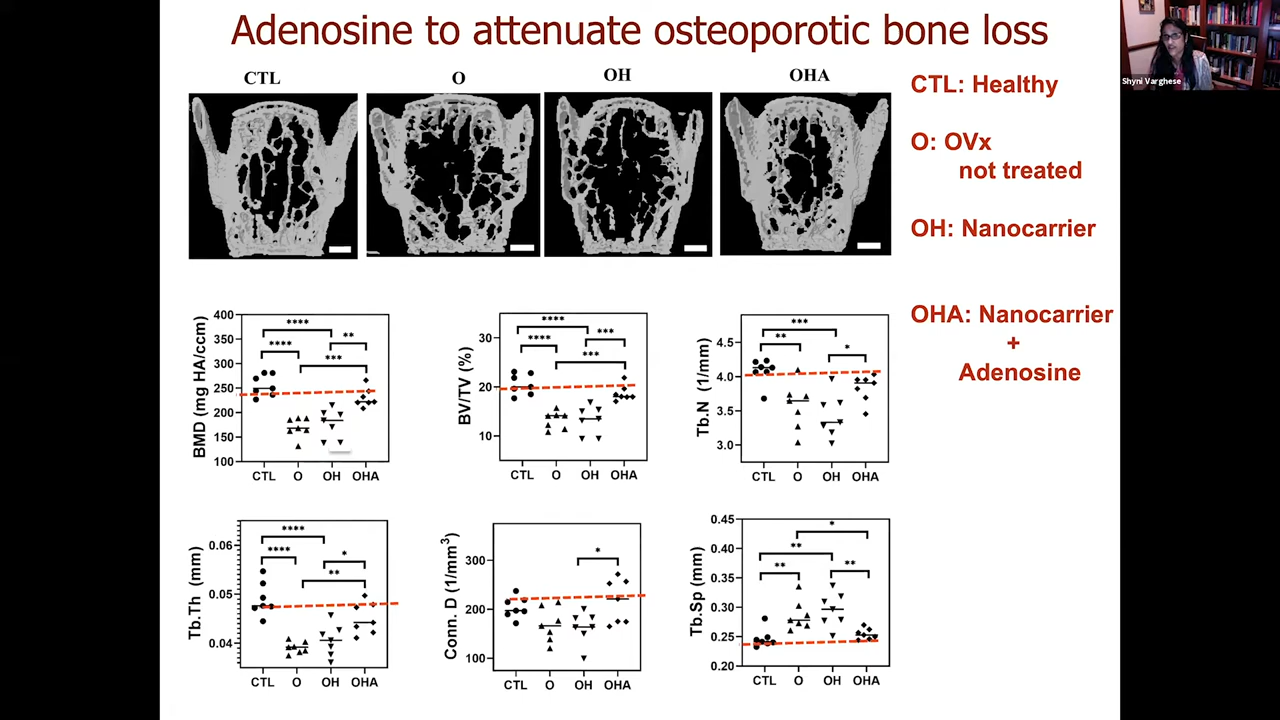 Adenosine to attenuate osteoporotic bone loss
Shyni Varghese
CTL
O
OH
OHA
CTL: Healthy
O: OVx
not treated
OH: Nanocarrier
OHA: Nanocarrier
+
Adenosine
BMD (mg HA/ccm)
400
350
300
250
200
150
100
****
****
**
***
CTL O OH OHA
BV/TV (%)
30
20
10
****
****
***
***
CTL O OH OHA
Tb.N (1/mm)
4.5
4.0
3.5
3.0
***
**
*
CTL O OH OHA
Tb.Th (mm)
0.06
0.05
0.04
****
****
*
**
CTL O OH OHA
Conn. D (1/mm³)
300
200
100
*
CTL O OH OHA
Tb.Sp (mm)
0.45
0.40
0.35
0.30
0.25
0.20
*
**
**
**
CTL O OH OHA